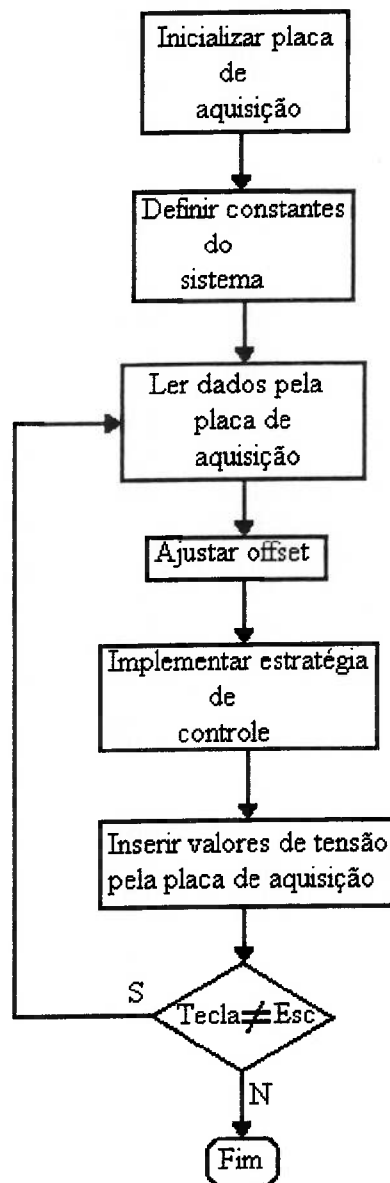 Inicializar placa
de
aquisição
Definir constantes
do
sistema
Ler dados pela
placa de
aquisição
Ajustar offset
Implementar estratégia
de
controle
Inserir valores de tensão
pela placa de aquisição
S
Tecla≠Esc
N
Fim